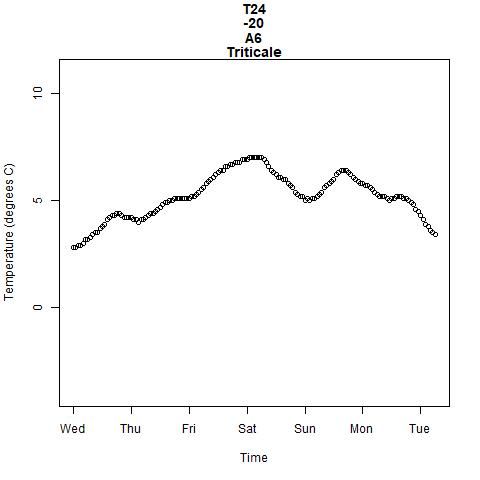 T24
-20
A6
Triticale
Temperature (degrees C)
10
5
0
Wed Thu Fri Sat Sun Mon Tue
Time